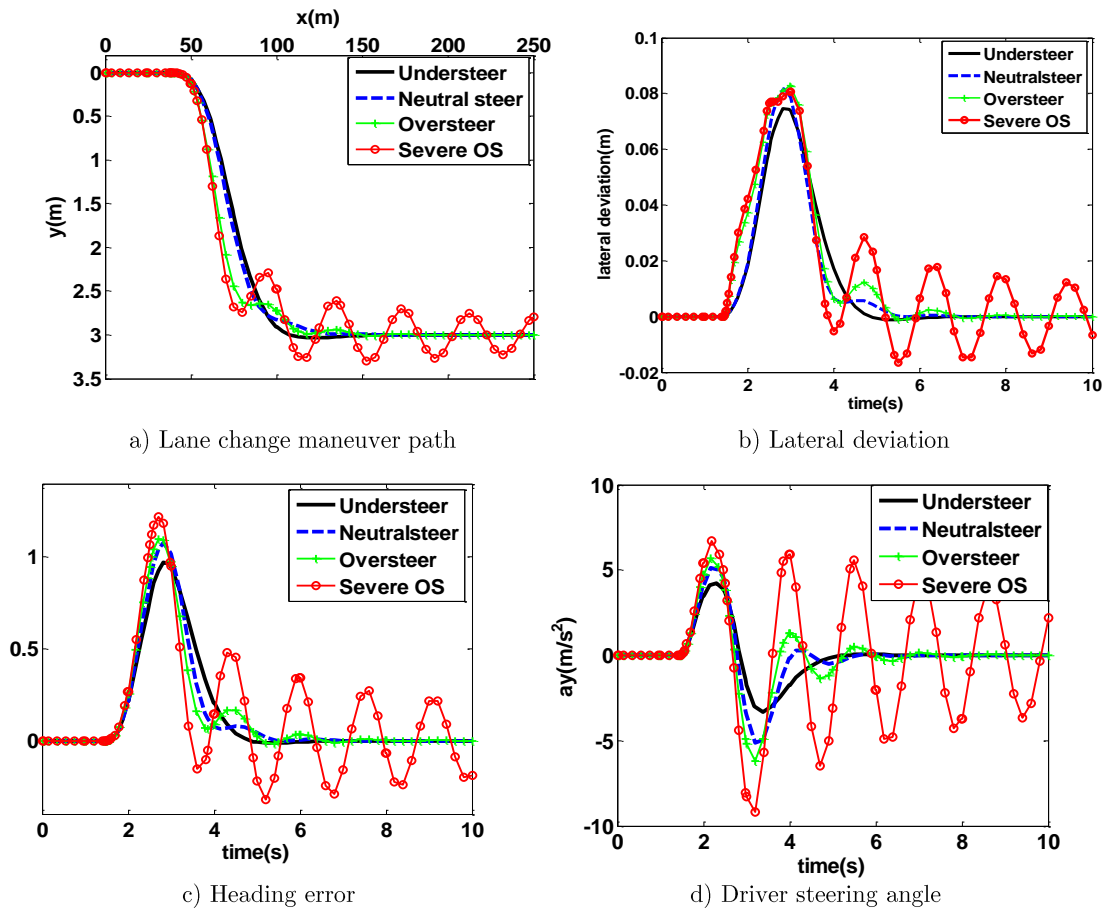 x(m)
0 50 100 150 200 250
0
0.5
1
1.5
2
2.5
3
3.5
y(m)
Understeer
Neutral steer
Oversteer
Severe OS
a) Lane change maneuver path
0.1
0.08
0.06
0.04
0.02
0
-0.02
lateral deviation(m)
Understeer
Neutralsteer
Oversteer
Severe OS
0 2 4 6 8 10
time(s)
b) Lateral deviation
1
0.5
0
Understeer
Neutralsteer
Oversteer
Severe OS
0 2 4 6 8 10
time(s)
c) Heading error
10
5
0
-5
-10
ay(m/s²)
Understeer
Neutralsteer
Oversteer
Severe OS
0 2 4 6 8 10
time(s)
d) Driver steering angle